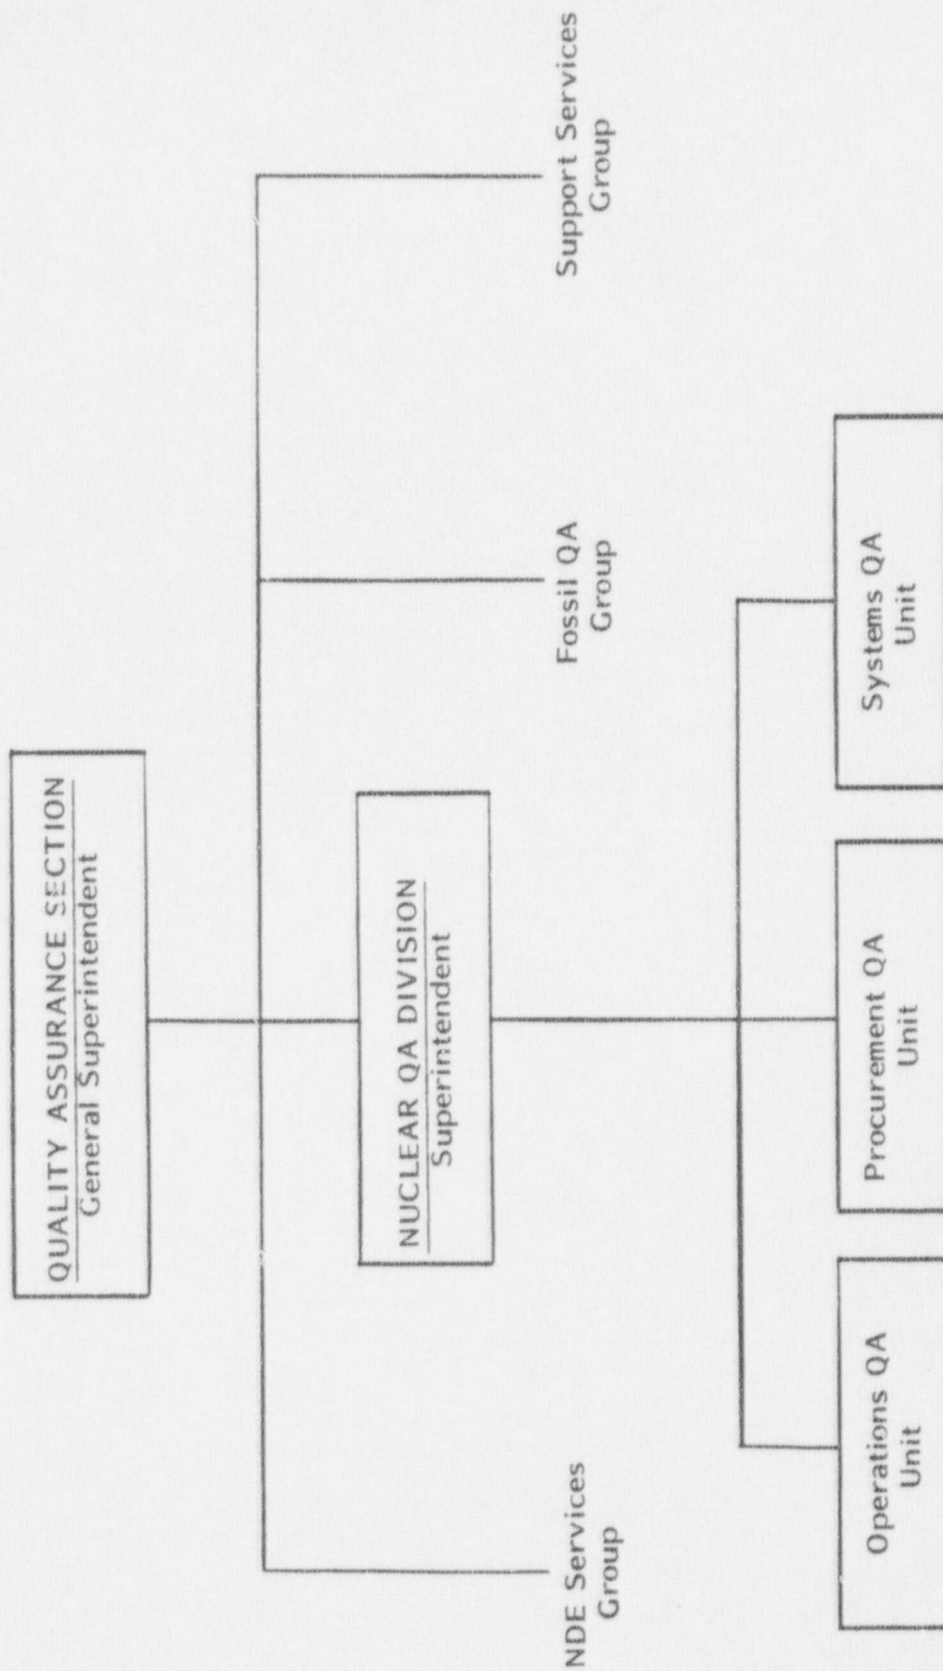 QUALITY ASSURANCE SECTION
General Superintendent
NUCLEAR QA DIVISION
Superintendent
NDE Services
Group
Fossil QA
Group
Support Services
Group
Operations QA
Unit
Procurement QA
Unit
Systems QA
Unit